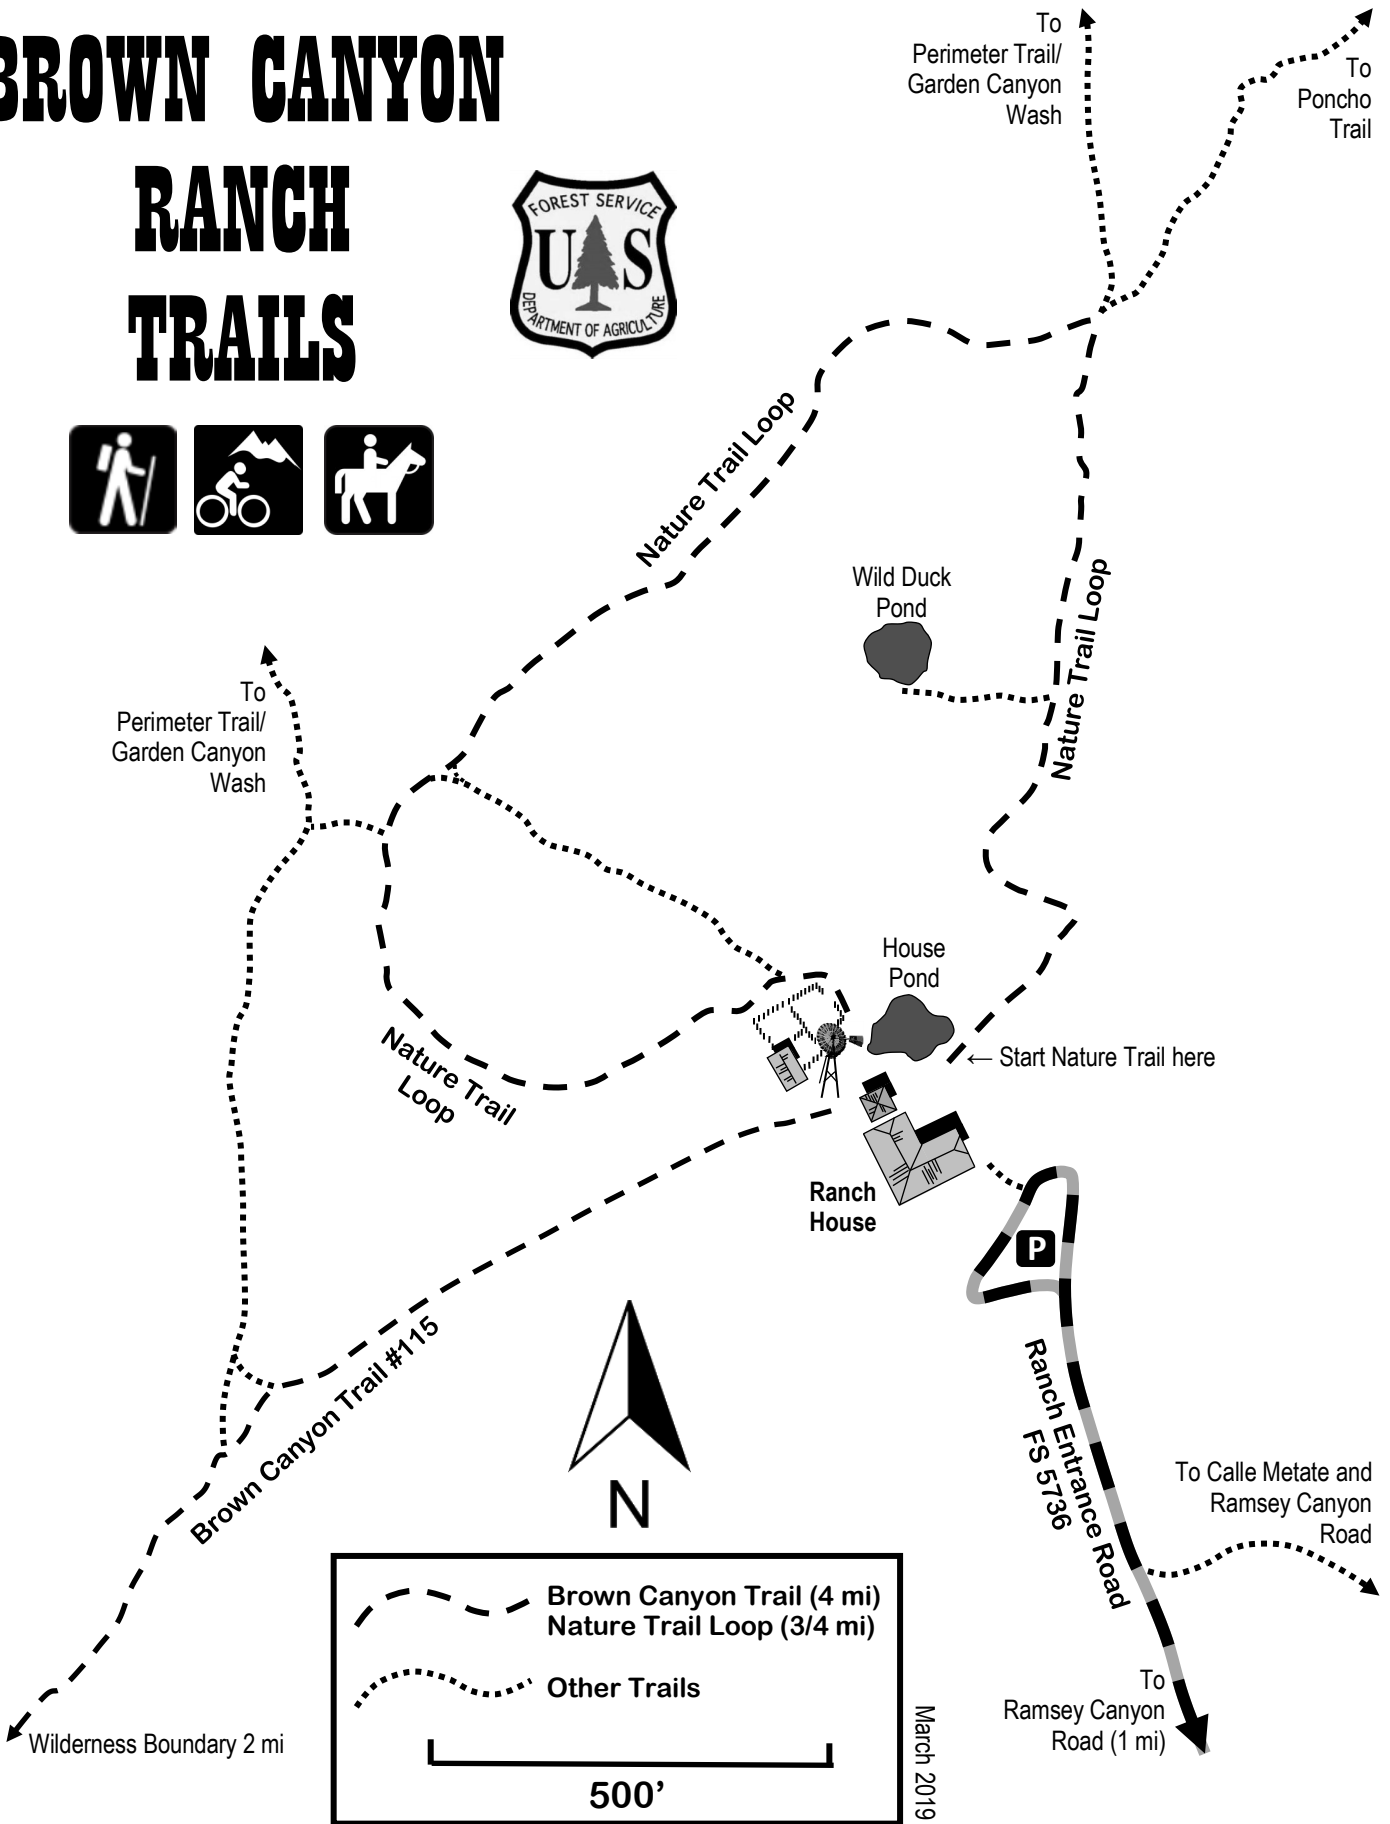 BROWN CANYON
RANCH
TRAILS
FOREST SERVICE
U S
DEPARTMENT OF AGRICULTURE
To
Perimeter Trail/
Garden Canyon
Wash
To
Poncho
Trail
Nature Trail Loop
Wild Duck
Pond
Nature Trail Loop
To
Perimeter Trail/
Garden Canyon
Wash
House
Pond
← Start Nature Trail here
Nature Trail
Loop
Ranch
House
P
Brown Canyon Trail #115
Ranch Entrance Road
FS 5736
To Calle Metate and
Ramsey Canyon
Road
N
Brown Canyon Trail (4 mi)
Nature Trail Loop (3/4 mi)
Other Trails
500’
To
Ramsey Canyon
Road (1 mi)
Wilderness Boundary 2 mi
March 2019